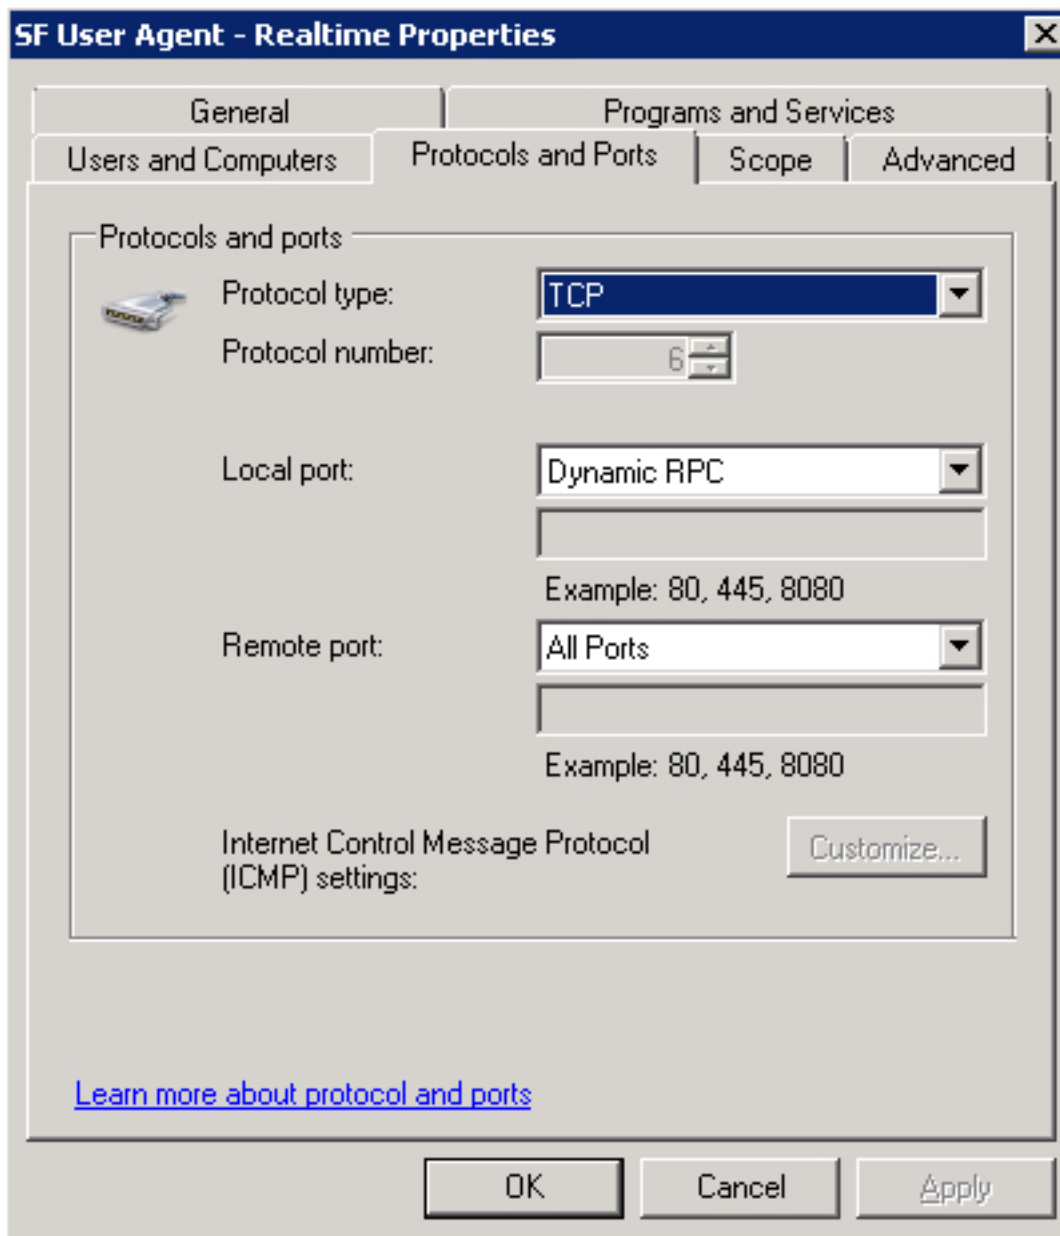 SF User Agent - Realtime Properties
General
Programs and Services
Users and Computers
Protocols and Ports
Scope
Advanced
Protocols and ports
Protocol type:
TCP
Protocol number:
6
Local port:
Dynamic RPC
Example: 80, 445, 8080
Remote port:
All Ports
Example: 80, 445, 8080
Internet Control Message Protocol
(ICMP) settings:
Customize...
Learn more about protocol and ports
OK
Cancel
Apply